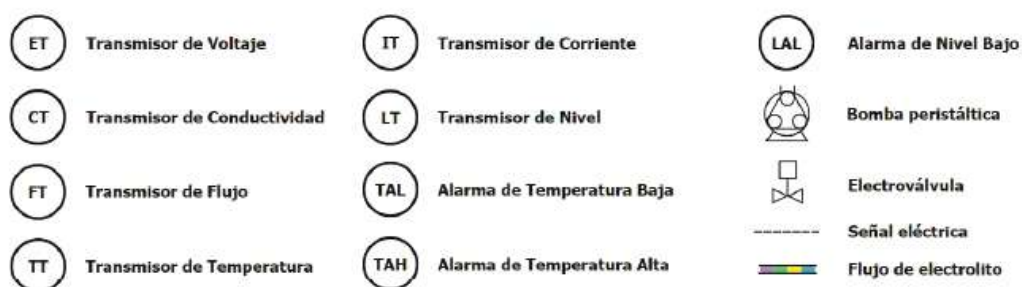 ET Transmisor de Voltaje
IT Transmisor de Corriente
LAL Alarma de Nivel Bajo
CT Transmisor de Conductividad
LT Transmisor de Nivel
Bomba peristáltica
FT Transmisor de Flujo
TAL Alarma de Temperatura Baja
Electroválvula
Señal eléctrica
TT Transmisor de Temperatura
TAH Alarma de Temperatura Alta
Flujo de electrolito